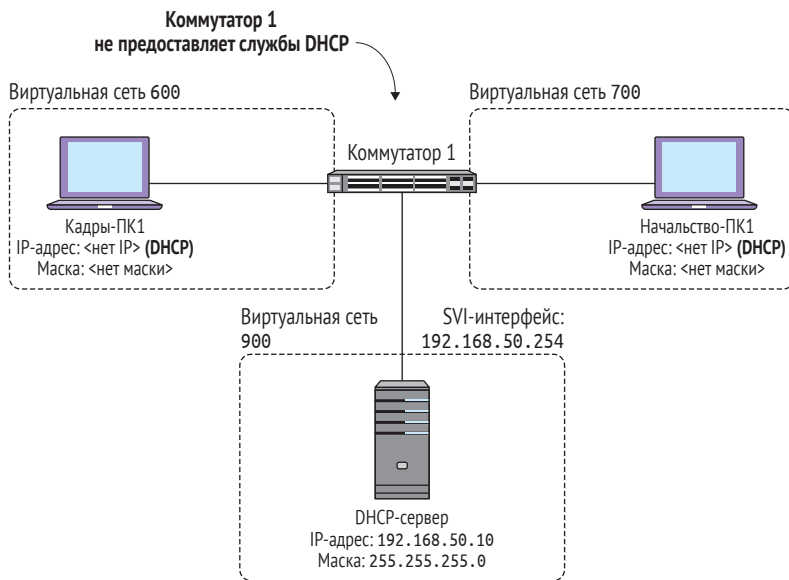 Коммутатор 1
не предоставляет службы DHCP
Виртуальная сеть 600
Виртуальная сеть 700
Коммутатор 1
Кадры-ПК1
IP-адрес: <нет IP> (DHCP)
Маска: <нет маски>
Начальство-ПК1
IP-адрес: <нет IP> (DHCP)
Маска: <нет маски>
Виртуальная сеть
900
SVI-интерфейс:
192.168.50.254
DHCP-сервер
IP-адрес: 192.168.50.10
Маска: 255.255.255.0